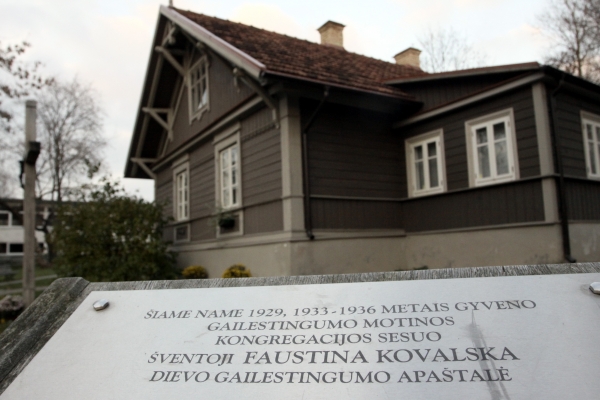 ŠIAME NAME 1929, 1933-1936 METAIS GYVENO
GAILESTINGUMO MOTINOS
KONGREGACIJOS SESUO
ŠVENTOJI FAUSTINA KOVALSKA
DIEVO GAILESTINGUMO APAŠTALĖ